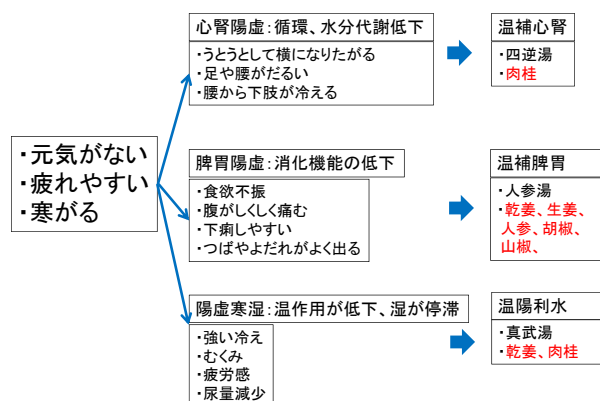 ・元気がない
・疲れやすい
・寒がる
心腎陽虚：循環、水分代謝低下
・うとうとして横になりたがる
・足や腰がだるい
・腰から下肢が冷える
温補心腎
・四逆湯
・肉桂
脾胃陽虚：消化機能の低下
・食欲不振
・腹がしくしく痛む
・下痢しやすい
・つばやよだれがよく出る
温補脾胃
・人参湯
・乾姜、生姜、
人参、胡椒、
山椒、
陽虚寒湿：温作用が低下、湿が停滞
・強い冷え
・むくみ
・疲労感
・尿量減少
温陽利水
・真武湯
・乾姜、肉桂